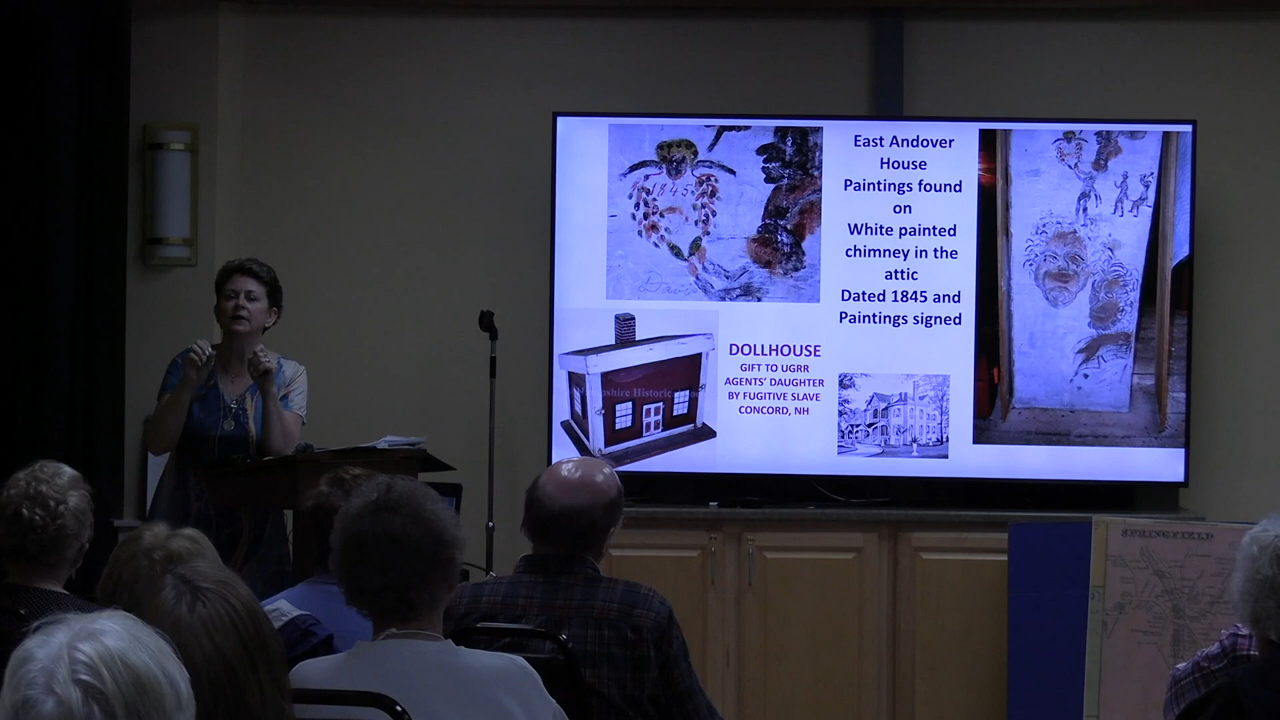 East Andover
House
Paintings found
on
White painted
chimney in the
attic
Dated 1845 and
Paintings signed
1845
DOLLHOUSE
GIFT TO UGRR
AGENTS' DAUGHTER
BY FUGITIVE SLAVE
CONCORD, NH
SPRINGFIELD